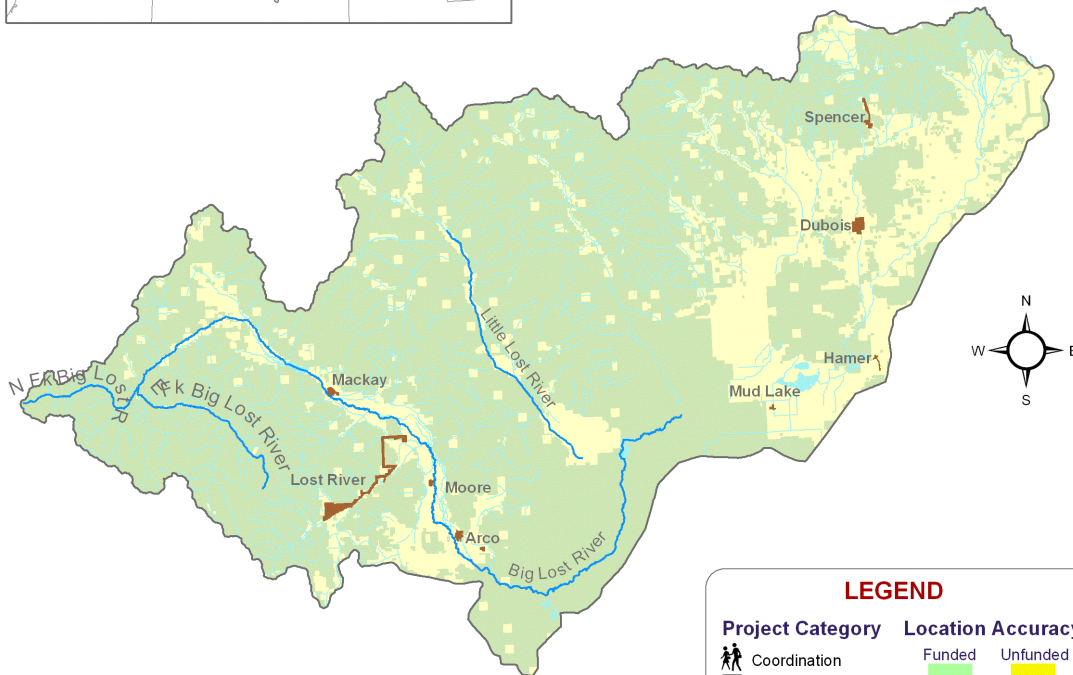 Spencer
Dubois
N
W
E
S
Little Lost River
Hamer
Mackay
Mud Lake
N Fk Big Lost R
E Fk Big Lost River
Lost River
Moore
Arco
Big Lost River
LEGEND
Project Category Location Accuracy
Funded Unfunded
Coordination